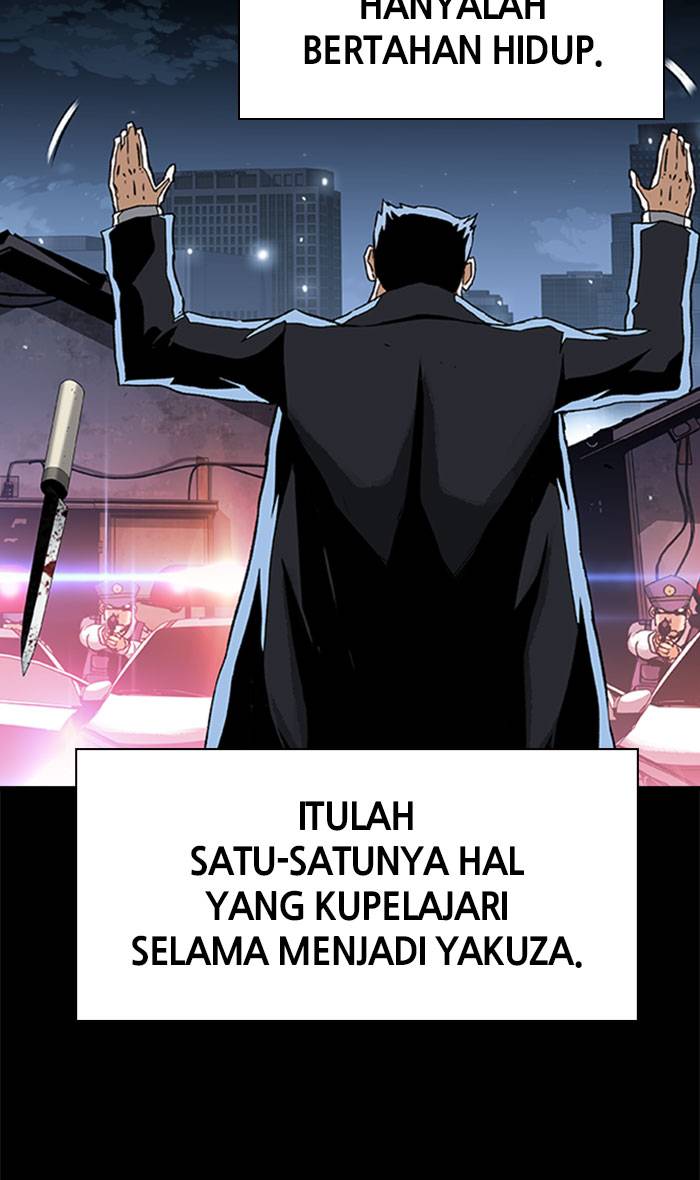 HANYALAH
BERTAHAN HIDUP.
ITULAH
SATU-SATUNYA HAL
YANG KUPELAJARI
SELAMA MENJADI YAKUZA.